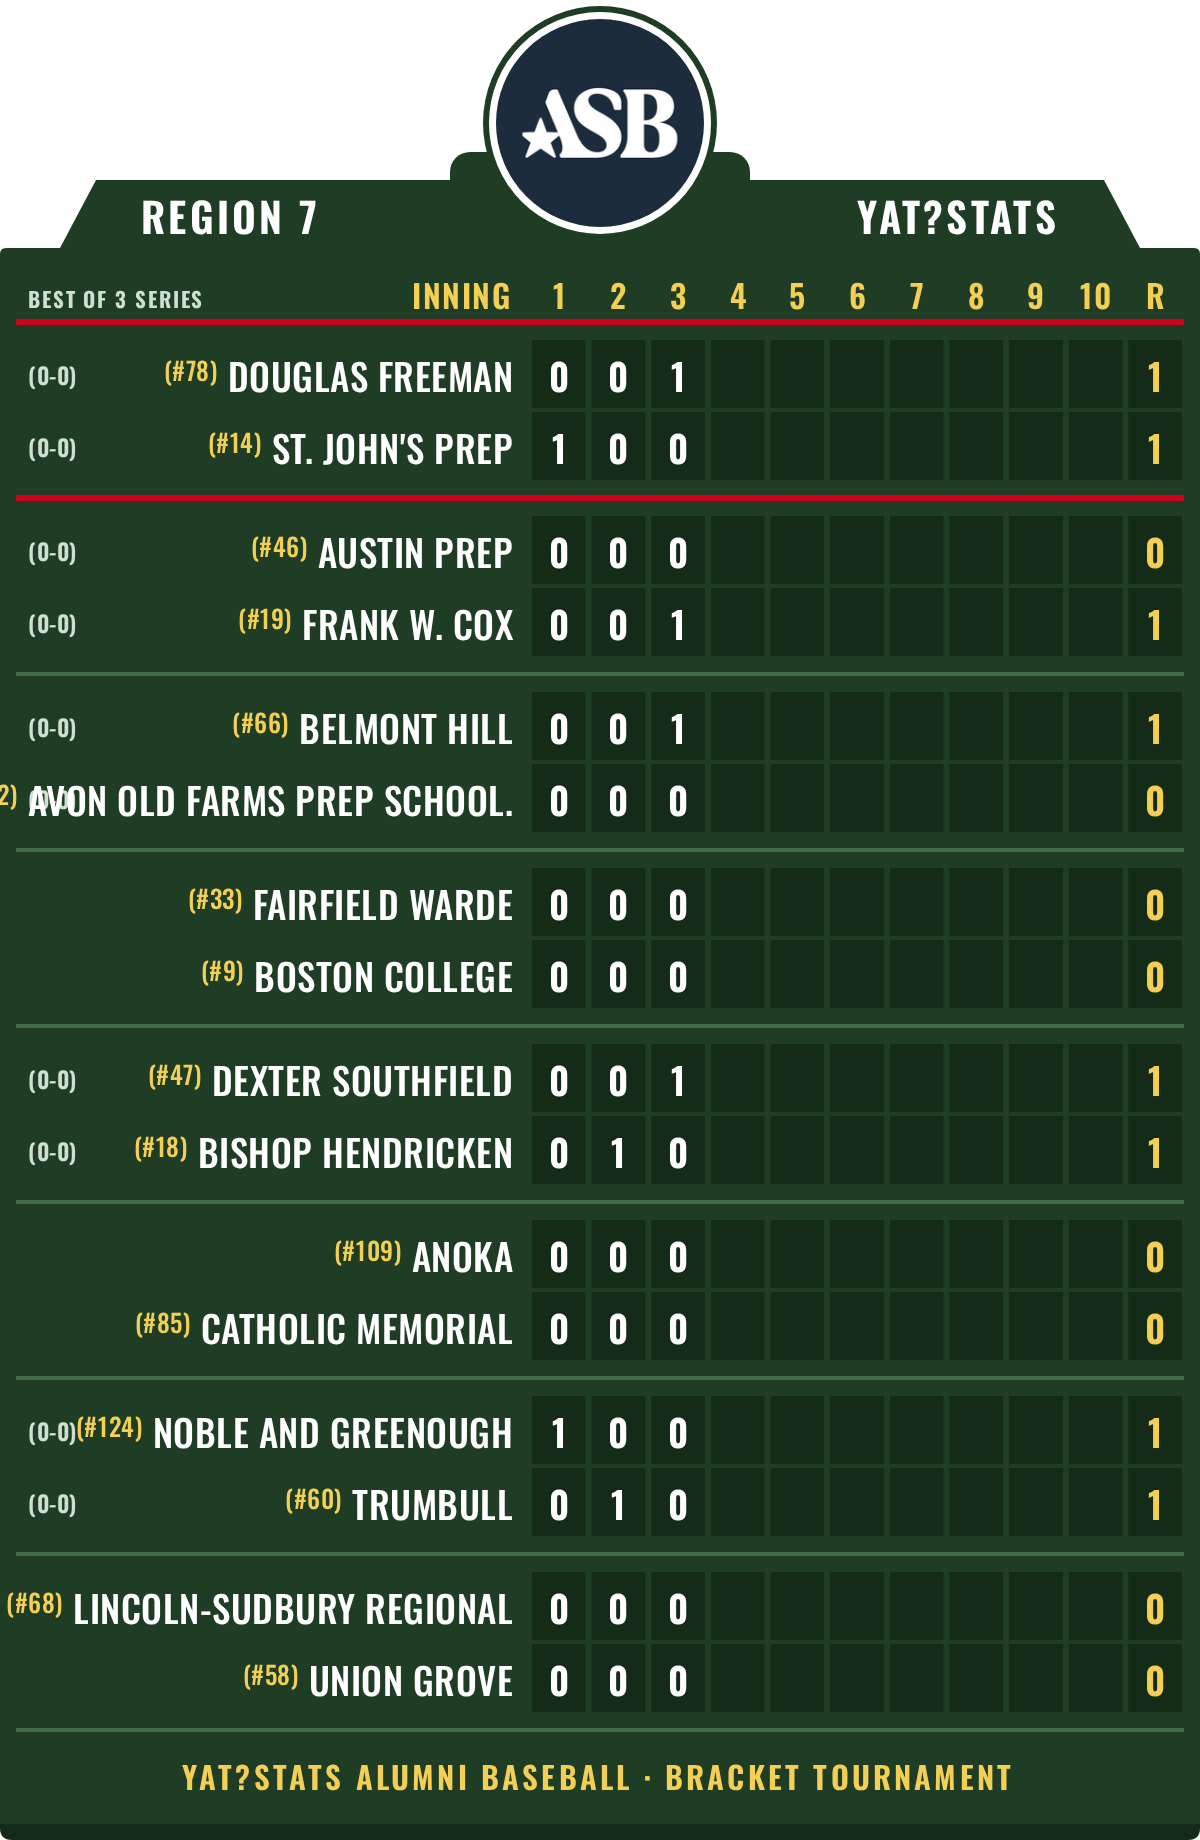 ASB
REGION 7 YAT?STATS
BEST OF 3 SERIES INNING 1 2 3 4 5 6 7 8 9 10 R
(0-0) (#78) DOUGLAS FREEMAN 0 0 1 1
(0-0) (#14) ST. JOHN'S PREP 1 0 0 1
(0-0) (#46) AUSTIN PREP 0 0 0 0
(0-0) (#19) FRANK W. COX 0 0 1 1
(0-0) (#66) BELMONT HILL 0 0 1 1
2) AVON OLD FARMS PREP SCHOOL. 0 0 0 0
(#33) FAIRFIELD WARDE 0 0 0 0
(#9) BOSTON COLLEGE 0 0 0 0
(0-0) (#47) DEXTER SOUTHFIELD 0 0 1 1
(0-0) (#18) BISHOP HENDRICKEN 0 1 0 1
(#109) ANOKA 0 0 0 0
(#85) CATHOLIC MEMORIAL 0 0 0 0
(0-0) (#124) NOBLE AND GREENOUGH 1 0 0 1
(0-0) (#60) TRUMBULL 0 1 0 1
(#68) LINCOLN-SUDBURY REGIONAL 0 0 0 0
(#58) UNION GROVE 0 0 0 0
YAT?STATS ALUMNI BASEBALL · BRACKET TOURNAMENT